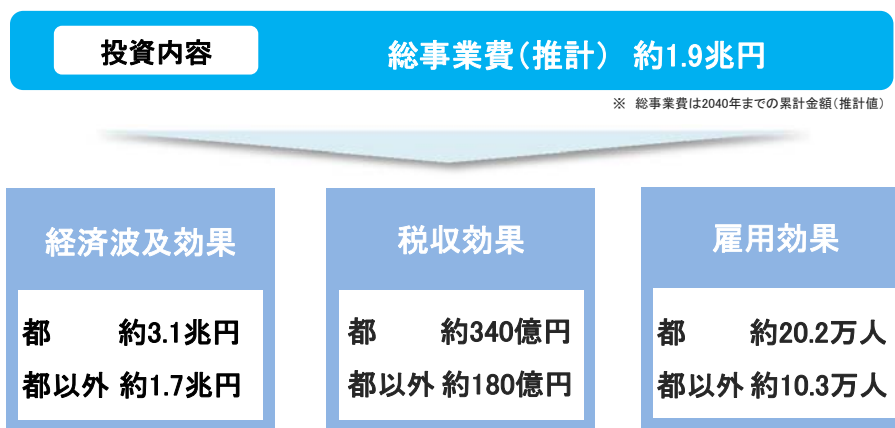 投資内容 総事業費（推計） 約1.9兆円
※ 総事業費は2040年までの累計金額（推計値）
経済波及効果
都 約3.1兆円
都以外 約1.7兆円
税収効果
都 約340億円
都以外 約180億円
雇用効果
都 約20.2万人
都以外 約10.3万人